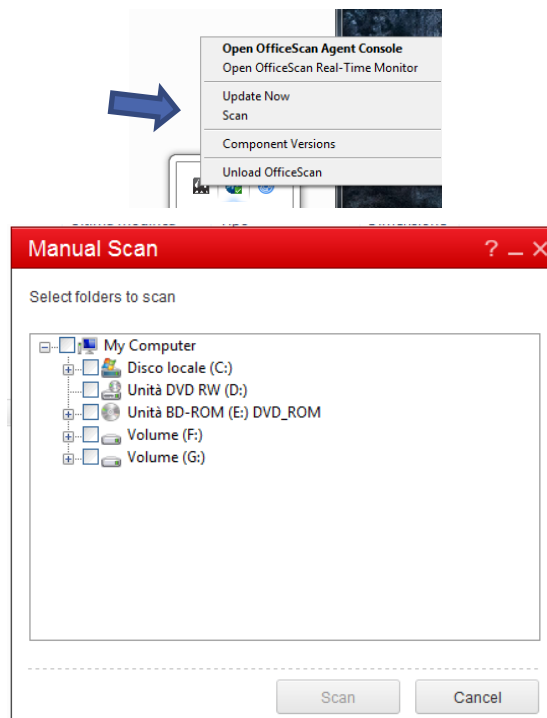 Open OfficeScan Agent Console
Open OfficeScan Real-Time Monitor
Update Now
Scan
Component Versions
Unload OfficeScan
Manual Scan
Select folders to scan
My Computer
Disco locale (C:)
Unità DVD RW (D:)
Unità BD-ROM (E:) DVD_ROM
Volume (F:)
Volume (G:)
Scan Cancel